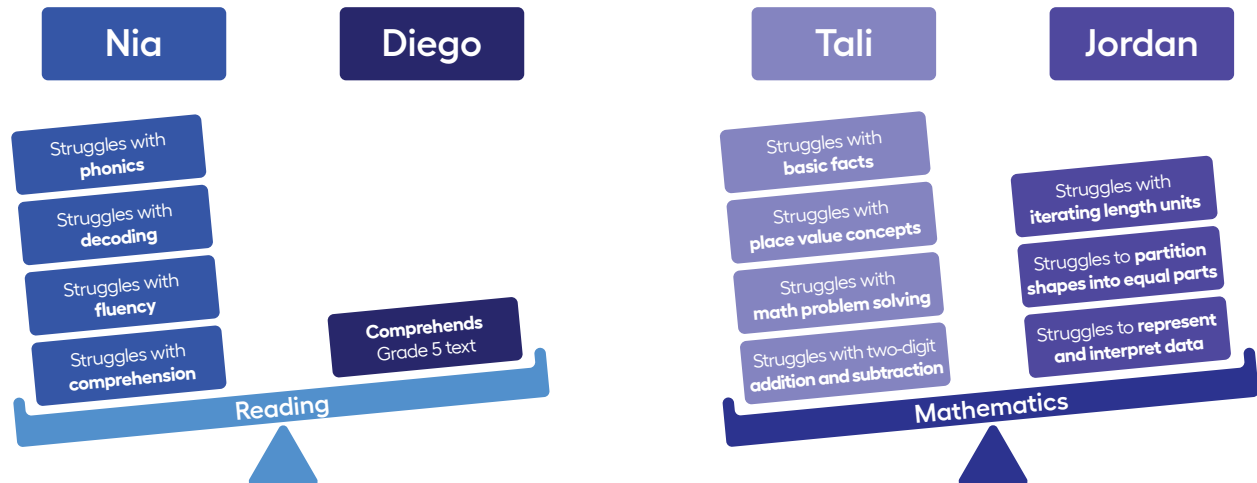 Nia
Struggles with
phonics
Struggles with
decoding
Struggles with
fluency
Struggles with
comprehension
Diego
Comprehends
Grade 5 text
Reading
Tali
Struggles with
basic facts
Struggles with
place value concepts
Struggles with
math problem solving
Struggles with two-digit
addition and subtraction
Jordan
Struggles with
iterating length units
Struggles to partition
shapes into equal parts
Struggles to represent
and interpret data
Mathematics